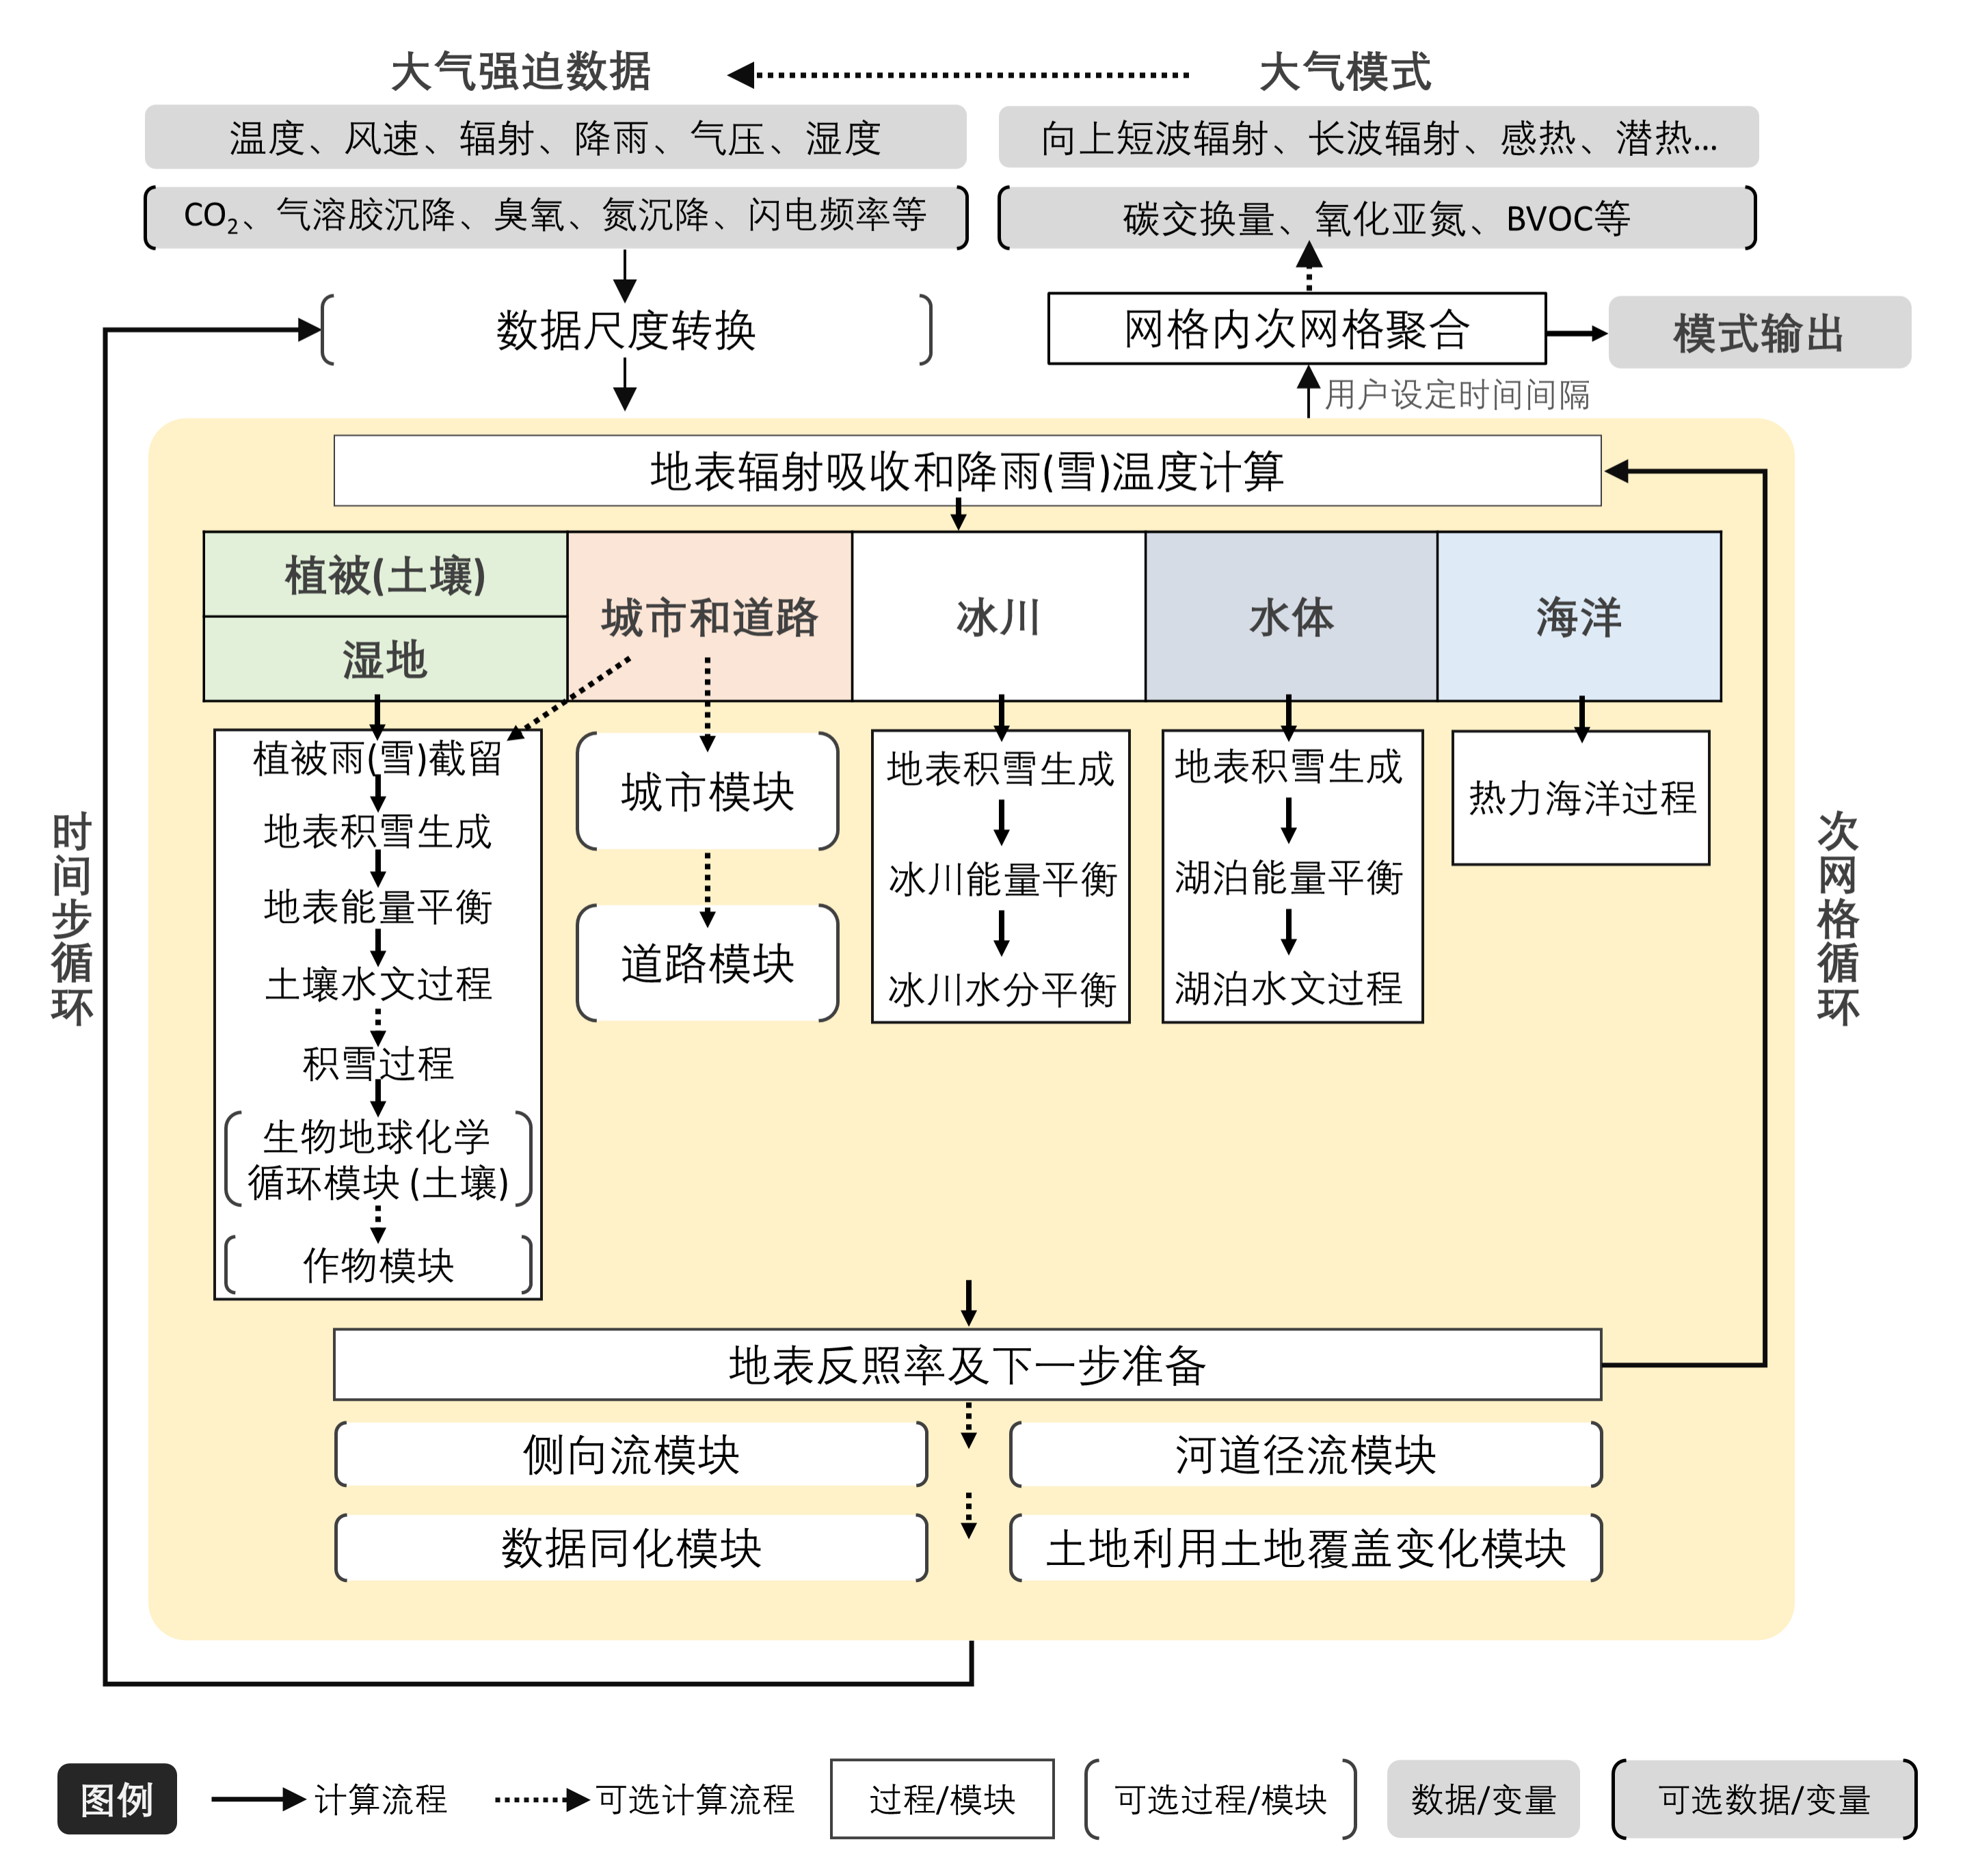 大气强迫数据
大气模式
温度、风速、辐射、降雨、气压、湿度
向上短波辐射、长波辐射、感热、潜热...
CO₂、气溶胶沉降、臭氧、氮沉降、闪电频率等
碳交换量、氧化亚氮、BVOC等
数据尺度转换
网格内次网格聚合
模式输出
用户设定时间间隔
地表辐射吸收和降雨(雪)温度计算
植被(土壤)
湿地
城市和道路
冰川
水体
海洋
植被雨(雪)截留
地表积雪生成
地表能量平衡
土壤水文过程
积雪过程
生物地球化学
循环模块 (土壤)
作物模块
城市模块
道路模块
地表积雪生成
冰川能量平衡
冰川水分平衡
地表积雪生成
湖泊能量平衡
湖泊水文过程
热力海洋过程
时间步循环
次网格循环
地表反照率及下一步准备
侧向流模块
河道径流模块
数据同化模块
土地利用土地覆盖变化模块
图例
计算流程
可选计算流程
过程/模块
可选过程/模块
数据/变量
可选数据/变量